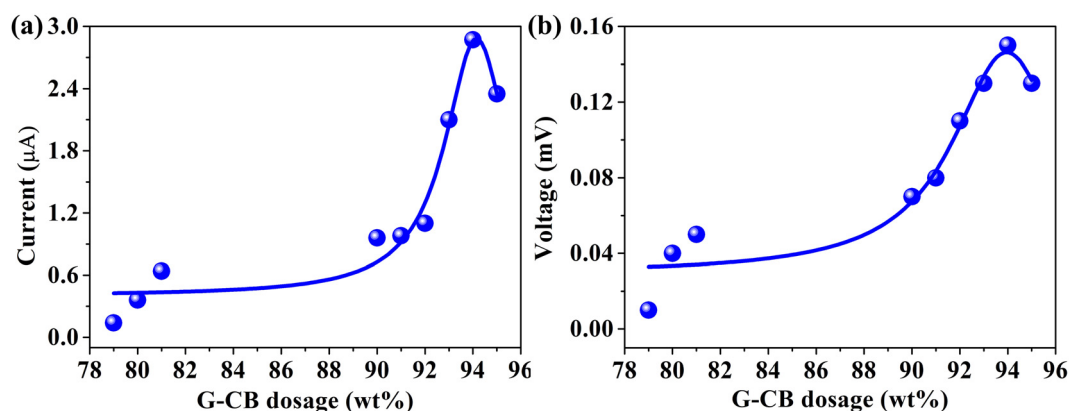 (a)
3.0
2.4
1.8
1.2
0.6
0.0
Current (μA)
78 80 82 84 86 88 90 92 94 96
G-CB dosage (wt%)
(b)
0.16
0.12
0.08
0.04
0.00
Voltage (mV)
78 80 82 84 86 88 90 92 94 96
G-CB dosage (wt%)